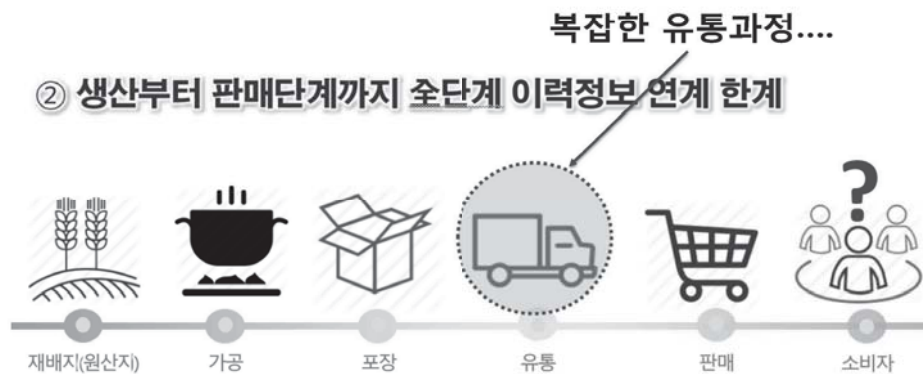 복잡한 유통과정....
② 생산부터 판매단계까지 全단계 이력정보 연계 한계
?
재배지(원산지)
가공
포장
유통
판매
소비자